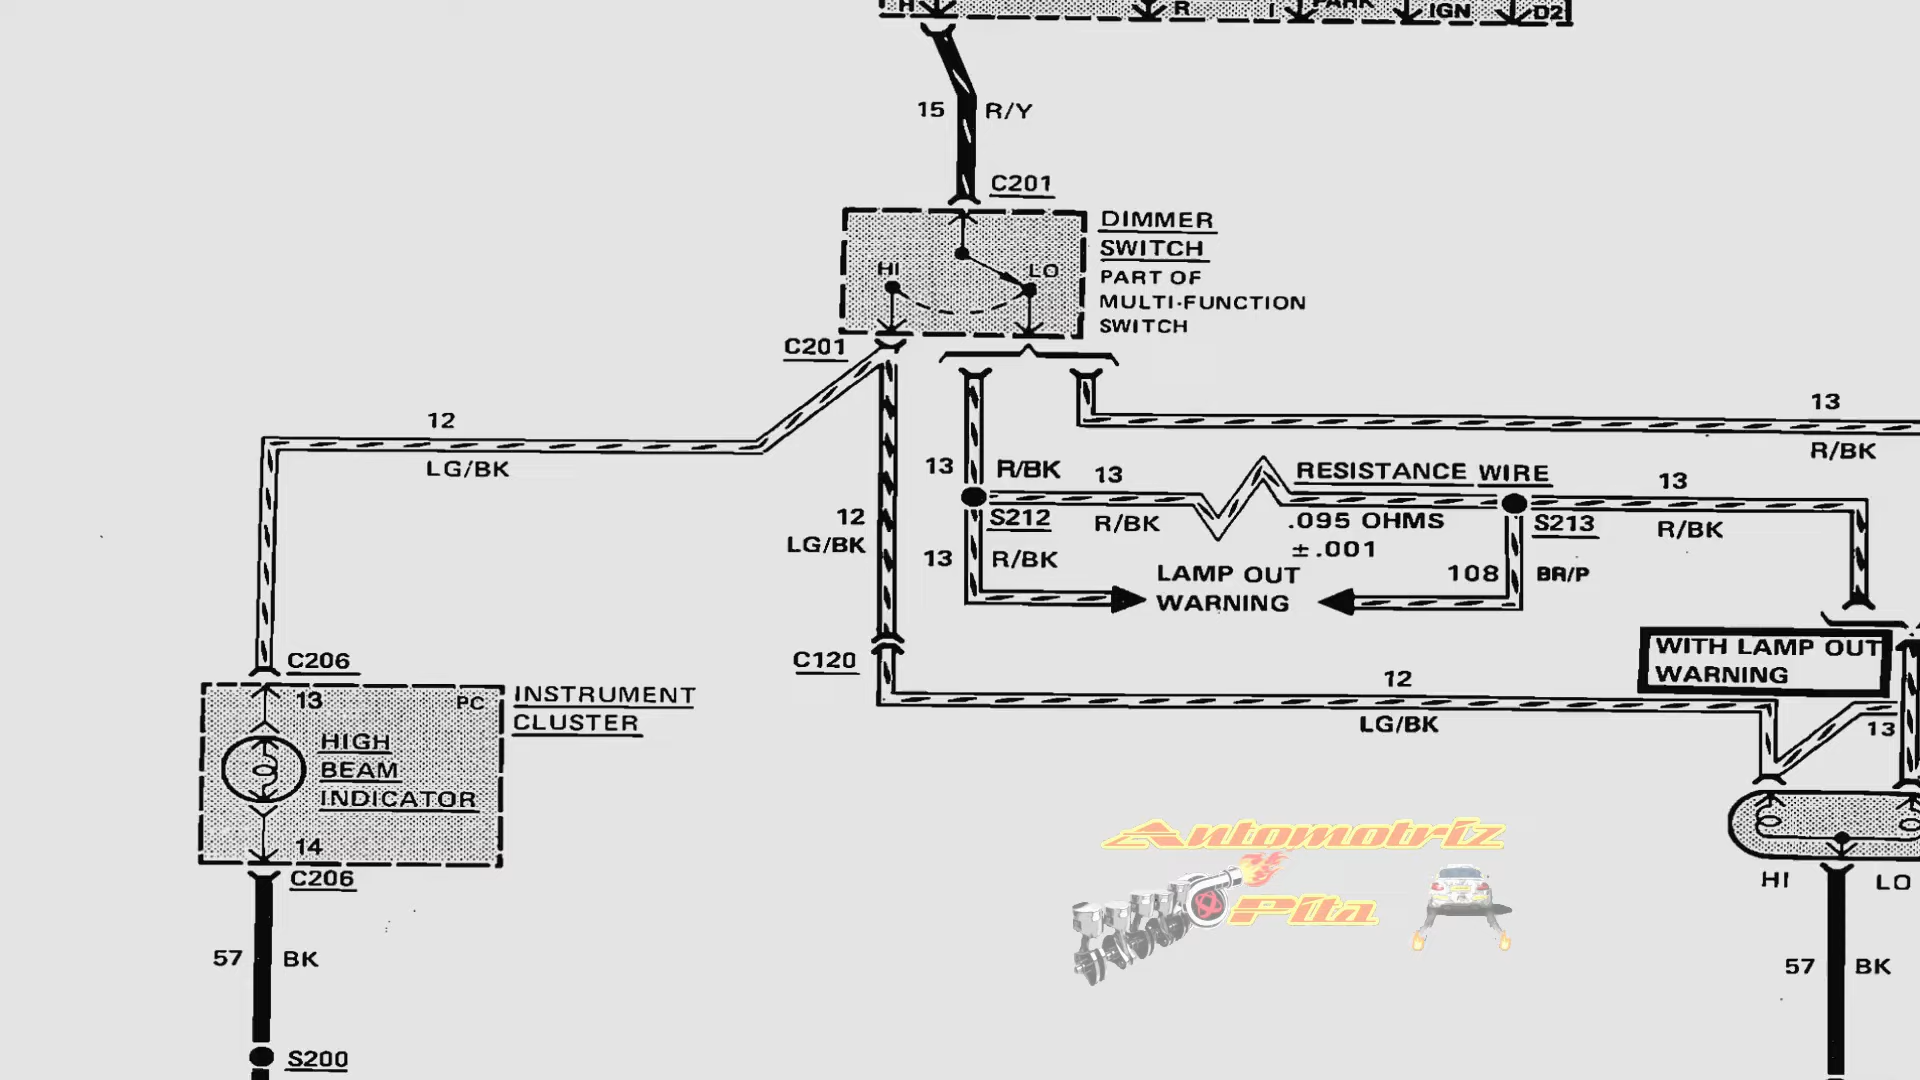 H
R
I
PARK
IGN
D2
15
R/Y
C201
DIMMER
SWITCH
PART OF
MULTI-FUNCTION
SWITCH
HI
LO
C201
12
LG/BK
13
R/BK
13
R/BK
13
R/BK
RESISTANCE WIRE
.095 OHMS
±.001
13
R/BK
S212
S213
12
LG/BK
13
R/BK
LAMP OUT
WARNING
108
BR/P
C206
C120
WITH LAMP OUT
WARNING
12
LG/BK
13
13
PC
INSTRUMENT
CLUSTER
HIGH
BEAM
INDICATOR
14
C206
Automotriz
Pita
HI
LO
57
BK
57
BK
S200